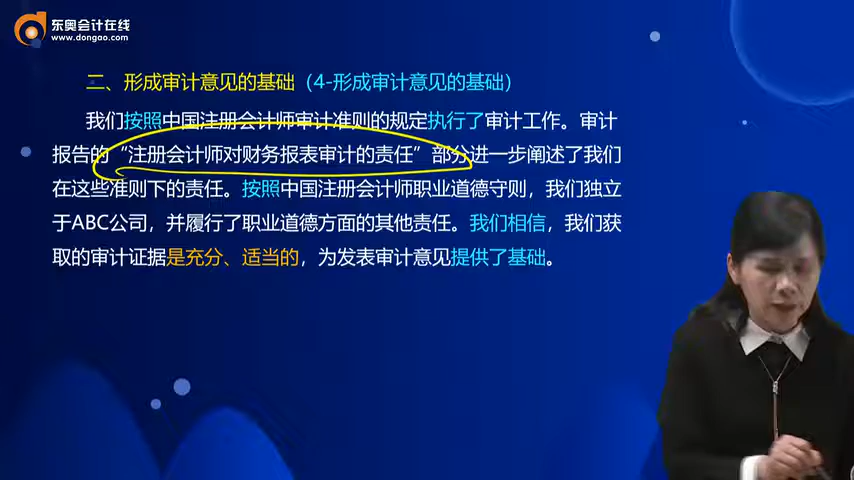 东奥会计在线
www.dongao.com
二、形成审计意见的基础（4-形成审计意见的基础）
我们按照中国注册会计师审计准则的规定执行了审计工作。审计
报告的“注册会计师对财务报表审计的责任”部分进一步阐述了我们
在这些准则下的责任。按照中国注册会计师职业道德守则，我们独立
于ABC公司，并履行了职业道德方面的其他责任。我们相信，我们获
取的审计证据是充分、适当的，为发表审计意见提供了基础。